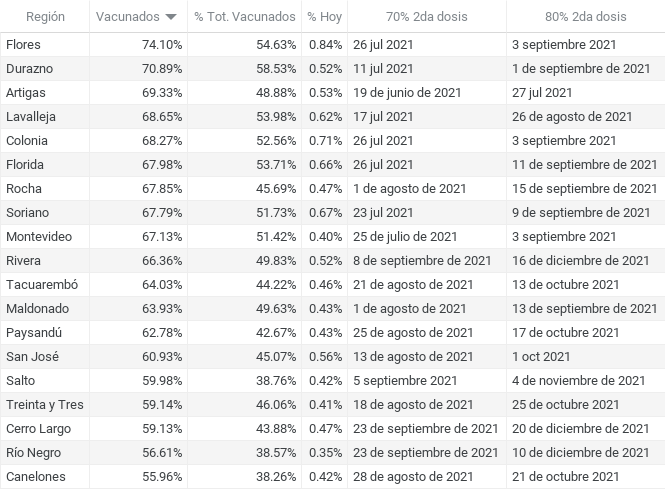 Región Vacunados % Tot. Vacunados % Hoy 70% 2da dosis 80% 2da dosis
Flores 74.10% 54.63% 0.84% 26 jul 2021 3 septiembre 2021
Durazno 70.89% 58.53% 0.52% 11 jul 2021 1 de septiembre de 2021
Artigas 69.33% 48.88% 0.53% 19 de junio de 2021 27 jul 2021
Lavalleja 68.65% 53.98% 0.62% 17 jul 2021 26 de agosto de 2021
Colonia 68.27% 52.56% 0.71% 26 jul 2021 3 septiembre 2021
Florida 67.98% 53.71% 0.66% 26 jul 2021 11 de septiembre de 2021
Rocha 67.85% 45.69% 0.47% 1 de agosto de 2021 15 de septiembre de 2021
Soriano 67.79% 51.73% 0.67% 23 jul 2021 9 de septiembre de 2021
Montevideo 67.13% 51.42% 0.40% 25 de julio de 2021 3 septiembre 2021
Rivera 66.36% 49.83% 0.52% 8 de septiembre de 2021 16 de diciembre de 2021
Tacuarembó 64.03% 44.22% 0.46% 21 de agosto de 2021 13 de octubre de 2021
Maldonado 63.93% 49.63% 0.43% 1 de agosto de 2021 13 de septiembre de 2021
Paysandú 62.78% 42.67% 0.43% 25 de agosto de 2021 17 de octubre de 2021
San José 60.93% 45.07% 0.56% 13 de agosto de 2021 1 oct 2021
Salto 59.98% 38.76% 0.42% 5 septiembre 2021 4 de noviembre de 2021
Treinta y Tres 59.14% 46.06% 0.41% 18 de agosto de 2021 25 de octubre de 2021
Cerro Largo 59.13% 43.88% 0.47% 23 de septiembre de 2021 20 de diciembre de 2021
Río Negro 56.61% 38.57% 0.35% 23 de septiembre de 2021 10 de diciembre de 2021
Canelones 55.96% 38.26% 0.42% 28 de agosto de 2021 21 de octubre de 2021